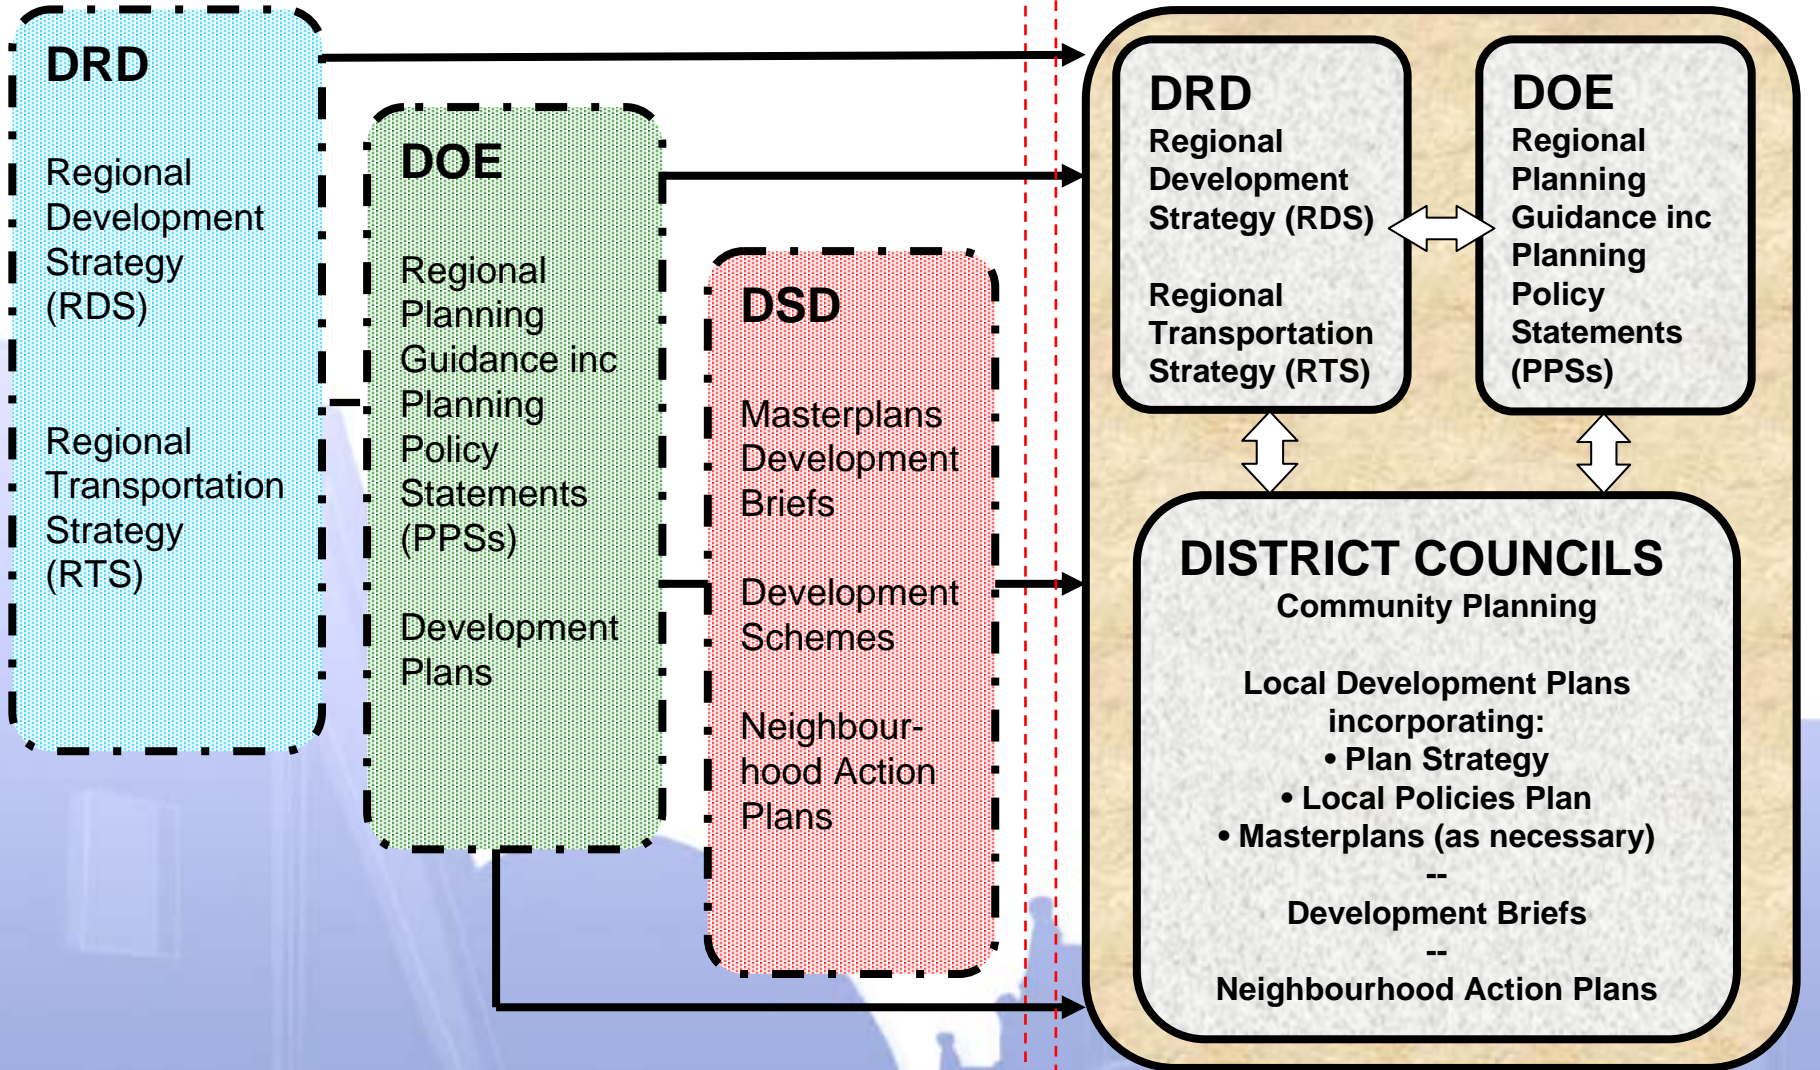 DRD
Regional
Development
Strategy
(RDS)
Regional
Transportation
Strategy
(RTS)
DOE
Regional
Planning
Guidance inc
Planning
Policy
Statements
(PPSs)
Development
Plans
DSD
Masterplans
Development
Briefs
Development
Schemes
Neighbour-
hood Action
Plans
DRD
Regional
Development
Strategy (RDS)
Regional
Transportation
Strategy (RTS)
DOE
Regional
Planning
Guidance inc
Planning
Policy
Statements
(PPSs)
DISTRICT COUNCILS
Community Planning
Local Development Plans
incorporating:
• Plan Strategy
• Local Policies Plan
• Masterplans (as necessary)
--
Development Briefs
--
Neighbourhood Action Plans